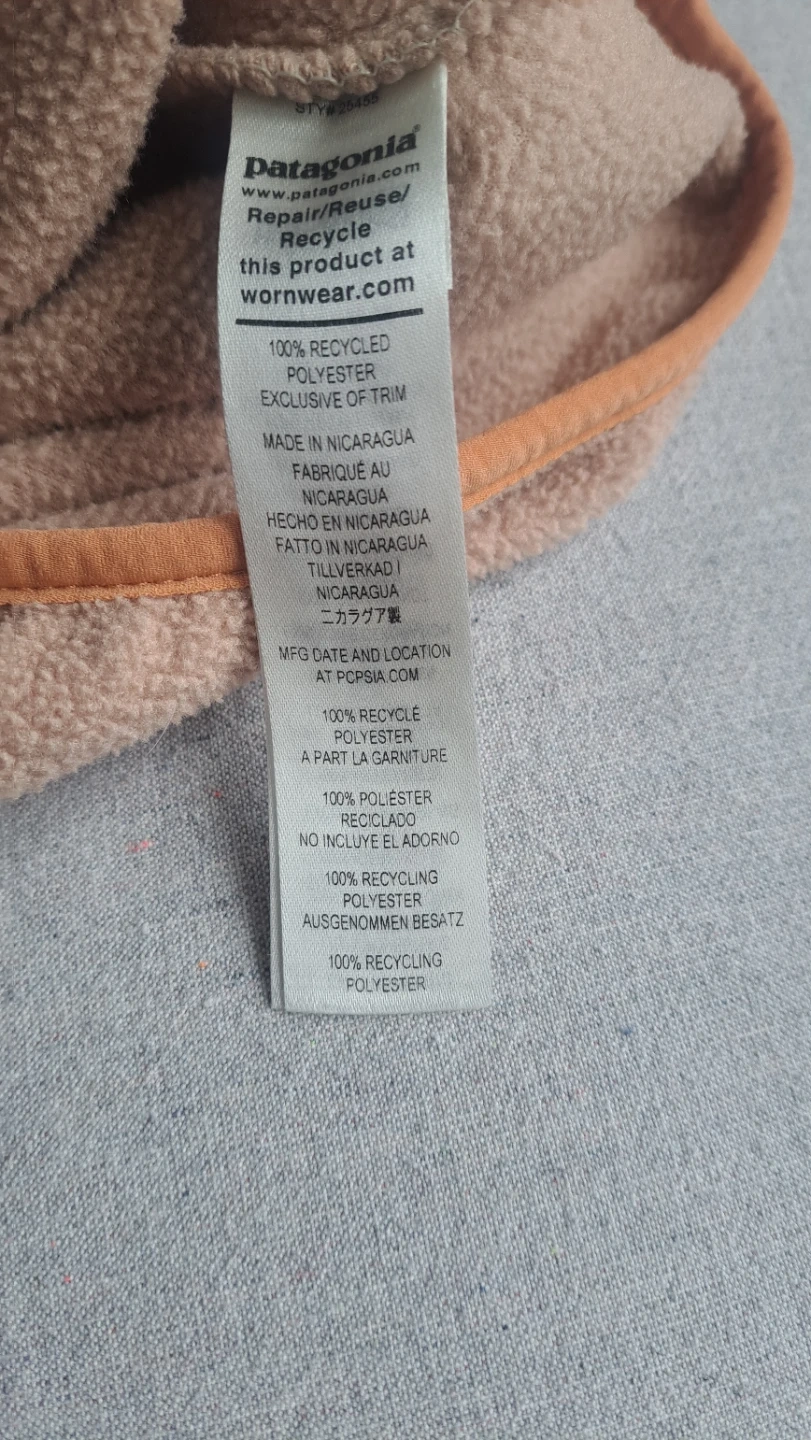 STY# 25455
patagonia®
www.patagonia.com
Repair/Reuse/
Recycle
this product at
wornwear.com
100% RECYCLED
POLYESTER
EXCLUSIVE OF TRIM
MADE IN NICARAGUA
FABRIQUÉ AU
NICARAGUA
HECHO EN NICARAGUA
FATTO IN NICARAGUA
TILLVERKAD I
NICARAGUA
ニカラグア製
MFG DATE AND LOCATION
AT PCPSIA.COM
100% RECYCLÉ
POLYESTER
A PART LA GARNITURE
100% POLIÉSTER
RECICLADO
NO INCLUYE EL ADORNO
100% RECYCLING
POLYESTER
AUSGENOMMEN BESATZ
100% RECYCLING
POLYESTER